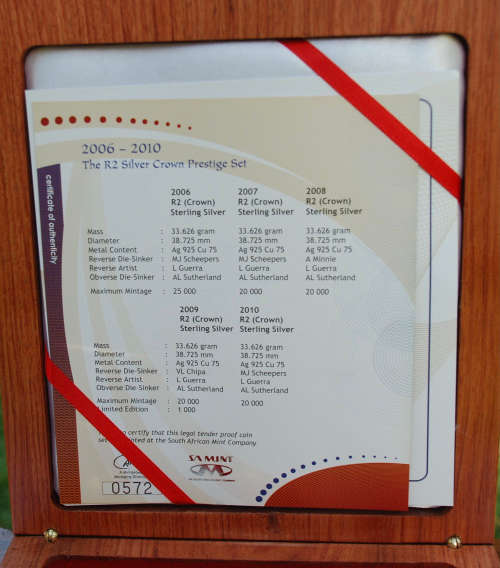 2006 – 2010
The R2 Silver Crown Prestige Set
certificate of authenticity
2006 2007 2008
R2 (Crown) R2 (Crown) R2 (Crown)
Sterling Silver Sterling Silver Sterling Silver
Mass : 33.626 gram 33.626 gram 33.626 gram
Diameter : 38.725 mm 38.725 mm 38.725 mm
Metal Content : Ag 925 Cu 75 Ag 925 Cu 75 Ag 925 Cu 75
Reverse Die-Sinker : MJ Scheepers MJ Scheepers A Minnie
Reverse Artist : L Guerra L Guerra L Guerra
Obverse Die-Sinker : AL Sutherland AL Sutherland AL Sutherland
Maximum Mintage : 25 000 20 000 20 000
2009 2010
R2 (Crown) R2 (Crown)
Sterling Silver Sterling Silver
Mass : 33.626 gram 33.626 gram
Diameter : 38.725 mm 38.725 mm
Metal Content : Ag 925 Cu 75 Ag 925 Cu 75
Reverse Die-Sinker : VL Chipa MJ Scheepers
Reverse Artist : L Guerra L Guerra
Obverse Die-Sinker : AL Sutherland AL Sutherland
Maximum Mintage : 20 000 20 000
Limited Edition : 1 000
to certify that this legal tender proof coin
set at the South African Mint Company
SA MINT
0572